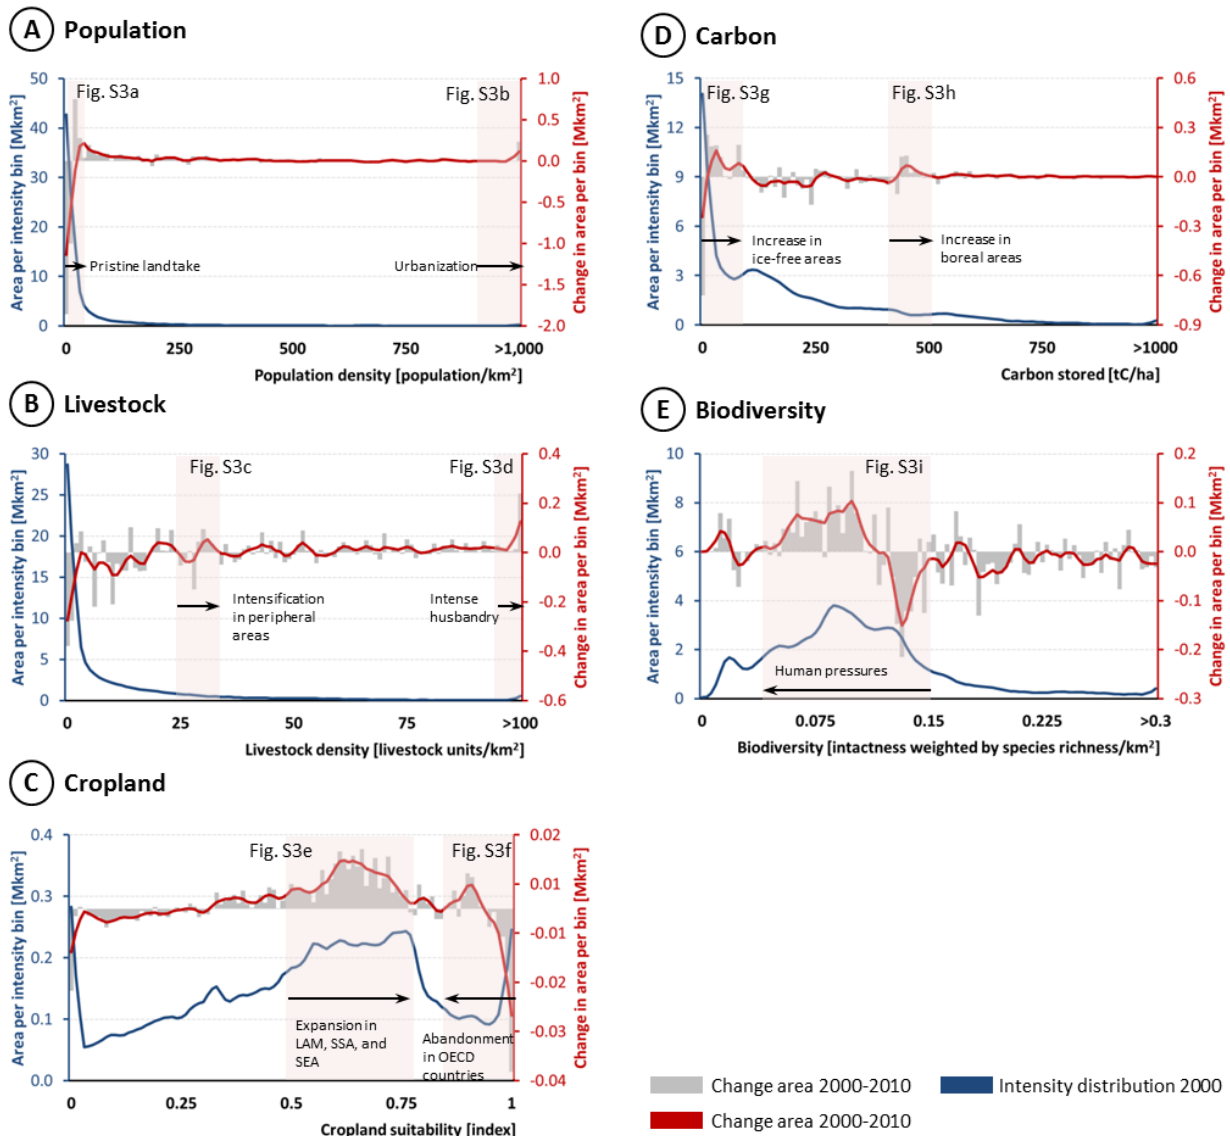 A Population
Area per intensity bin [Mkm²]
50
40
30
20
10
0
Fig. S3a
Fig. S3b
Pristine land take
Urbanization
1.0
0.5
0.0
-0.5
-1.0
-1.5
-2.0
Change in area per bin [Mkm²]
0 250 500 750 >1,000
Population density [population/km²]
B Livestock
Area per intensity bin [Mkm²]
30
25
20
15
10
5
0
Fig. S3c
Fig. S3d
Intensification
in peripheral
areas
Intense
husbandry
0.4
0.2
0.0
-0.2
-0.4
-0.6
Change in area per bin [Mkm²]
0 25 50 75 >100
Livestock density [livestock units/km²]
C Cropland
Area per intensity bin [Mkm²]
0.4
0.3
0.2
0.1
0.0
Fig. S3e
Fig. S3f
Expansion in
LAM, SSA, and
SEA
Abandonment
in OECD
countries
0.02
0.01
-0.01
-0.02
-0.03
-0.04
Change in area per bin [Mkm²]
0 0.25 0.5 0.75 1
Cropland suitability [index]
D Carbon
Area per intensity bin [Mkm²]
15
12
9
6
3
0
Fig. S3g
Fig. S3h
Increase in
ice-free areas
Increase in
boreal areas
0.6
0.3
0.0
-0.3
-0.6
-0.9
Change in area per bin [Mkm²]
0 250 500 750 >1000
Carbon stored [tC/ha]
E Biodiversity
Area per intensity bin [Mkm²]
10
8
6
4
2
0
Fig. S3i
Human pressures
0.2
0.1
0.0
-0.1
-0.2
-0.3
Change in area per bin [Mkm²]
0 0.075 0.15 0.225 >0.3
Biodiversity [intactness weighted by species richness/km²]
Change area 2000-2010
Intensity distribution 2000
Change area 2000-2010